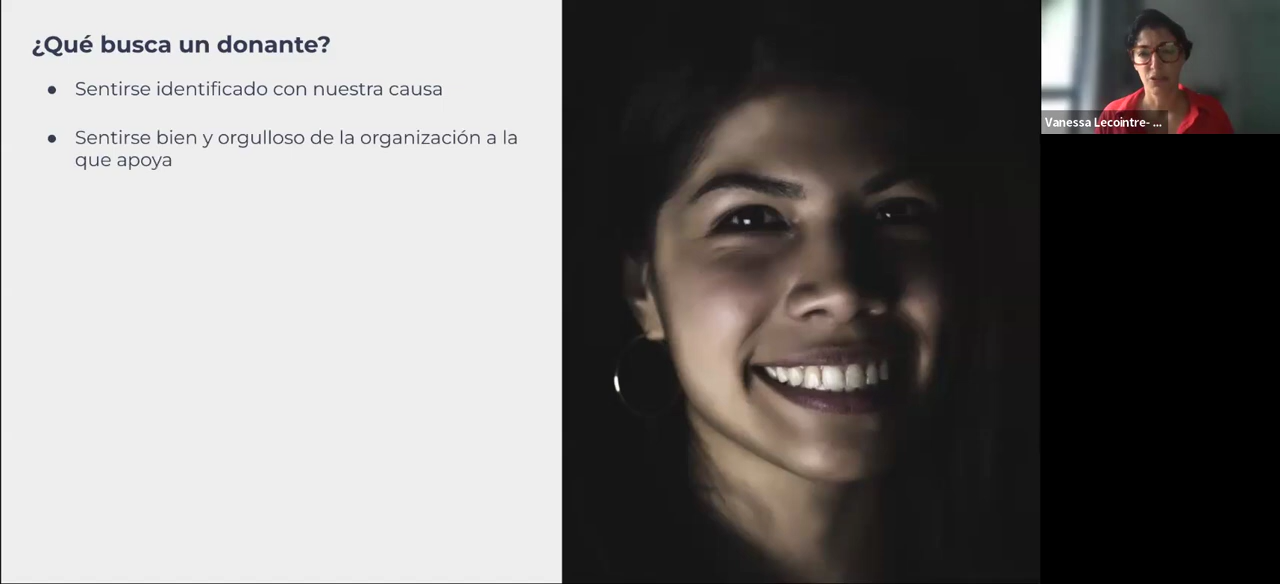 ¿Qué busca un donante?
● Sentirse identificado con nuestra causa
● Sentirse bien y orgulloso de la organización a la
que apoya
Vanessa Lecointre- ...